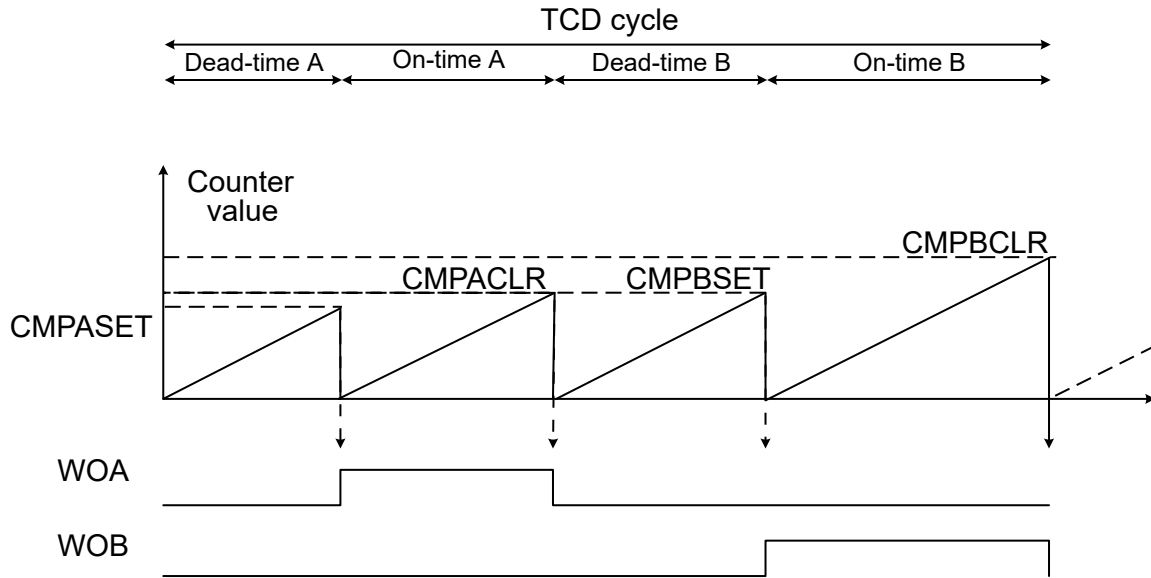 TCD cycle
Dead-time A
On-time A
Dead-time B
On-time B
Counter
value
CMPBCLR
CMPACLR
CMPBSET
CMPASET
WOA
WOB